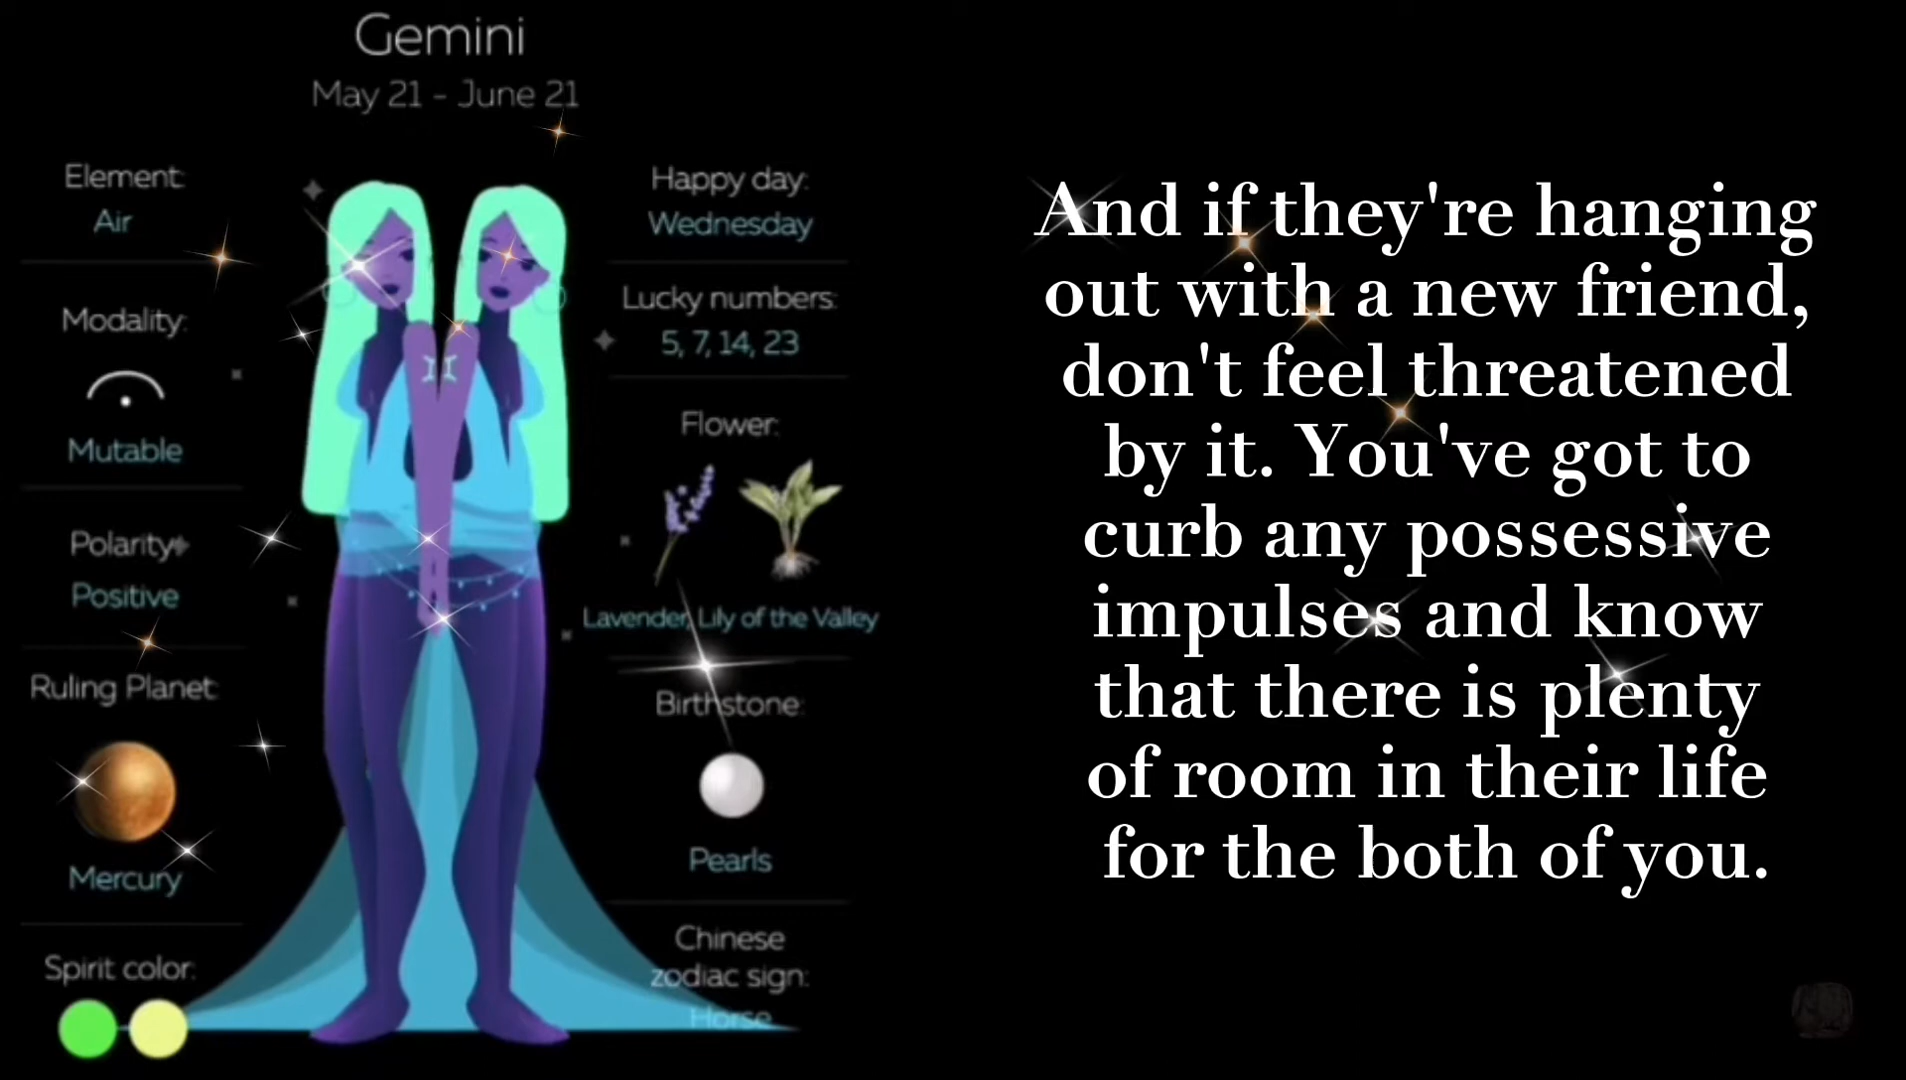 Gemini
May 21 - June 21
Element:
Air
Modality:
Mutable
Polarity
Positive
Ruling Planet:
Mercury
Spirit color:
Happy day:
Wednesday
Lucky numbers:
5, 7, 14, 23
Flower:
Lavender, Lily of the Valley
Birthstone:
Pearls
Chinese
zodiac sign:
Horse
And if they're hanging
out with a new friend,
don't feel threatened
by it. You've got to
curb any possessive
impulses and know
that there is plenty
of room in their life
for the both of you.